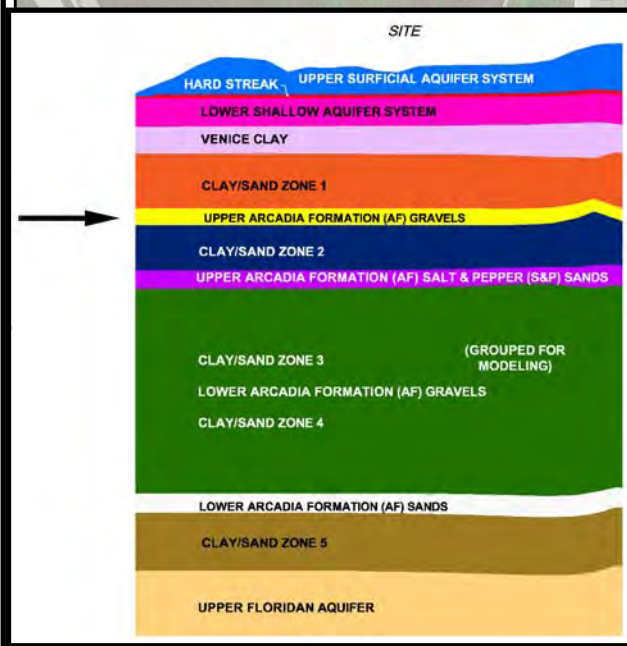 SITE
HARD STREAK
UPPER SURFICIAL AQUIFER SYSTEM
LOWER SHALLOW AQUIFER SYSTEM
VENICE CLAY
CLAY/SAND ZONE 1
UPPER ARCADIA FORMATION (AF) GRAVELS
CLAY/SAND ZONE 2
UPPER ARCADIA FORMATION (AF) SALT & PEPPER (S&P) SANDS
CLAY/SAND ZONE 3
(GROUPED FOR
MODELING)
LOWER ARCADIA FORMATION (AF) GRAVELS
CLAY/SAND ZONE 4
LOWER ARCADIA FORMATION (AF) SANDS
CLAY/SAND ZONE 5
UPPER FLORIDAN AQUIFER